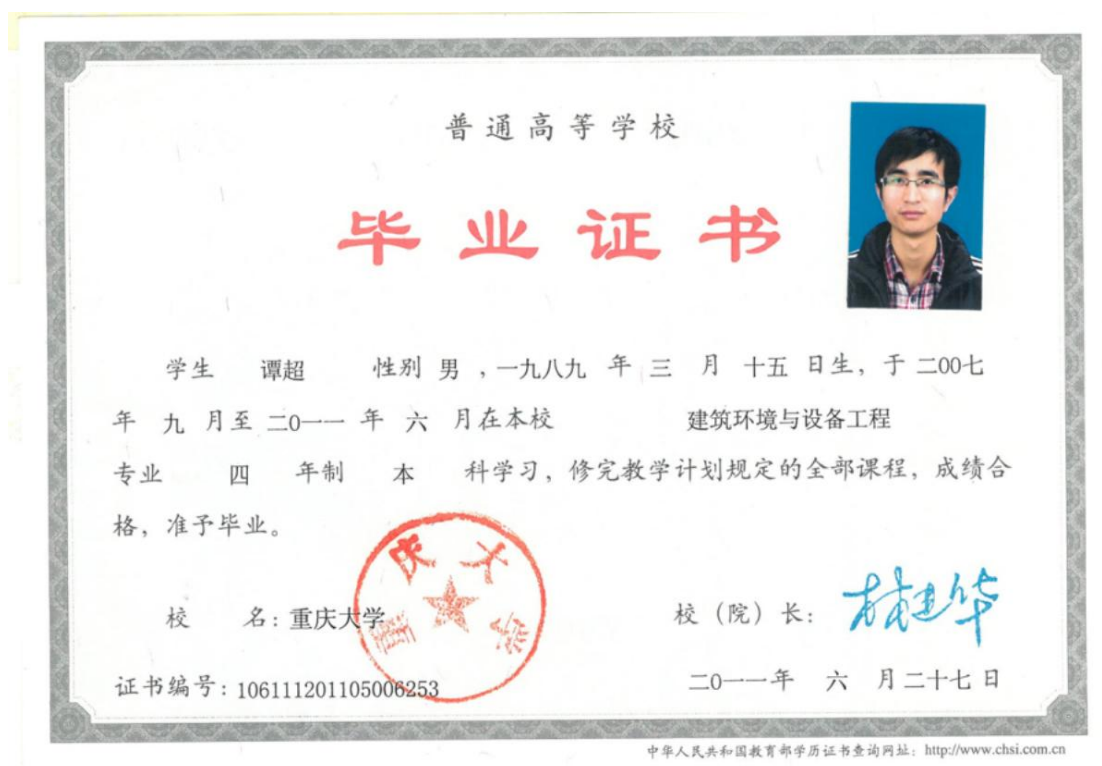 普通高等学校
毕业证书
学生 谭超 性别 男 ，一九八九 年 三 月 十五 日生，于 二00七
年 九 月至 二0一一 年 六 月在本校 建筑环境与设备工程
专业 四 年制 本 科学习，修完教学计划规定的全部课程，成绩合
格，准予毕业。
重庆大学
校 名：重庆大学 校（院）长：林建华
证书编号：106111201105006253 二0一一年 六 月二十七日
中华人民共和国教育部学历证书查询网址：http://www.chsi.com.cn